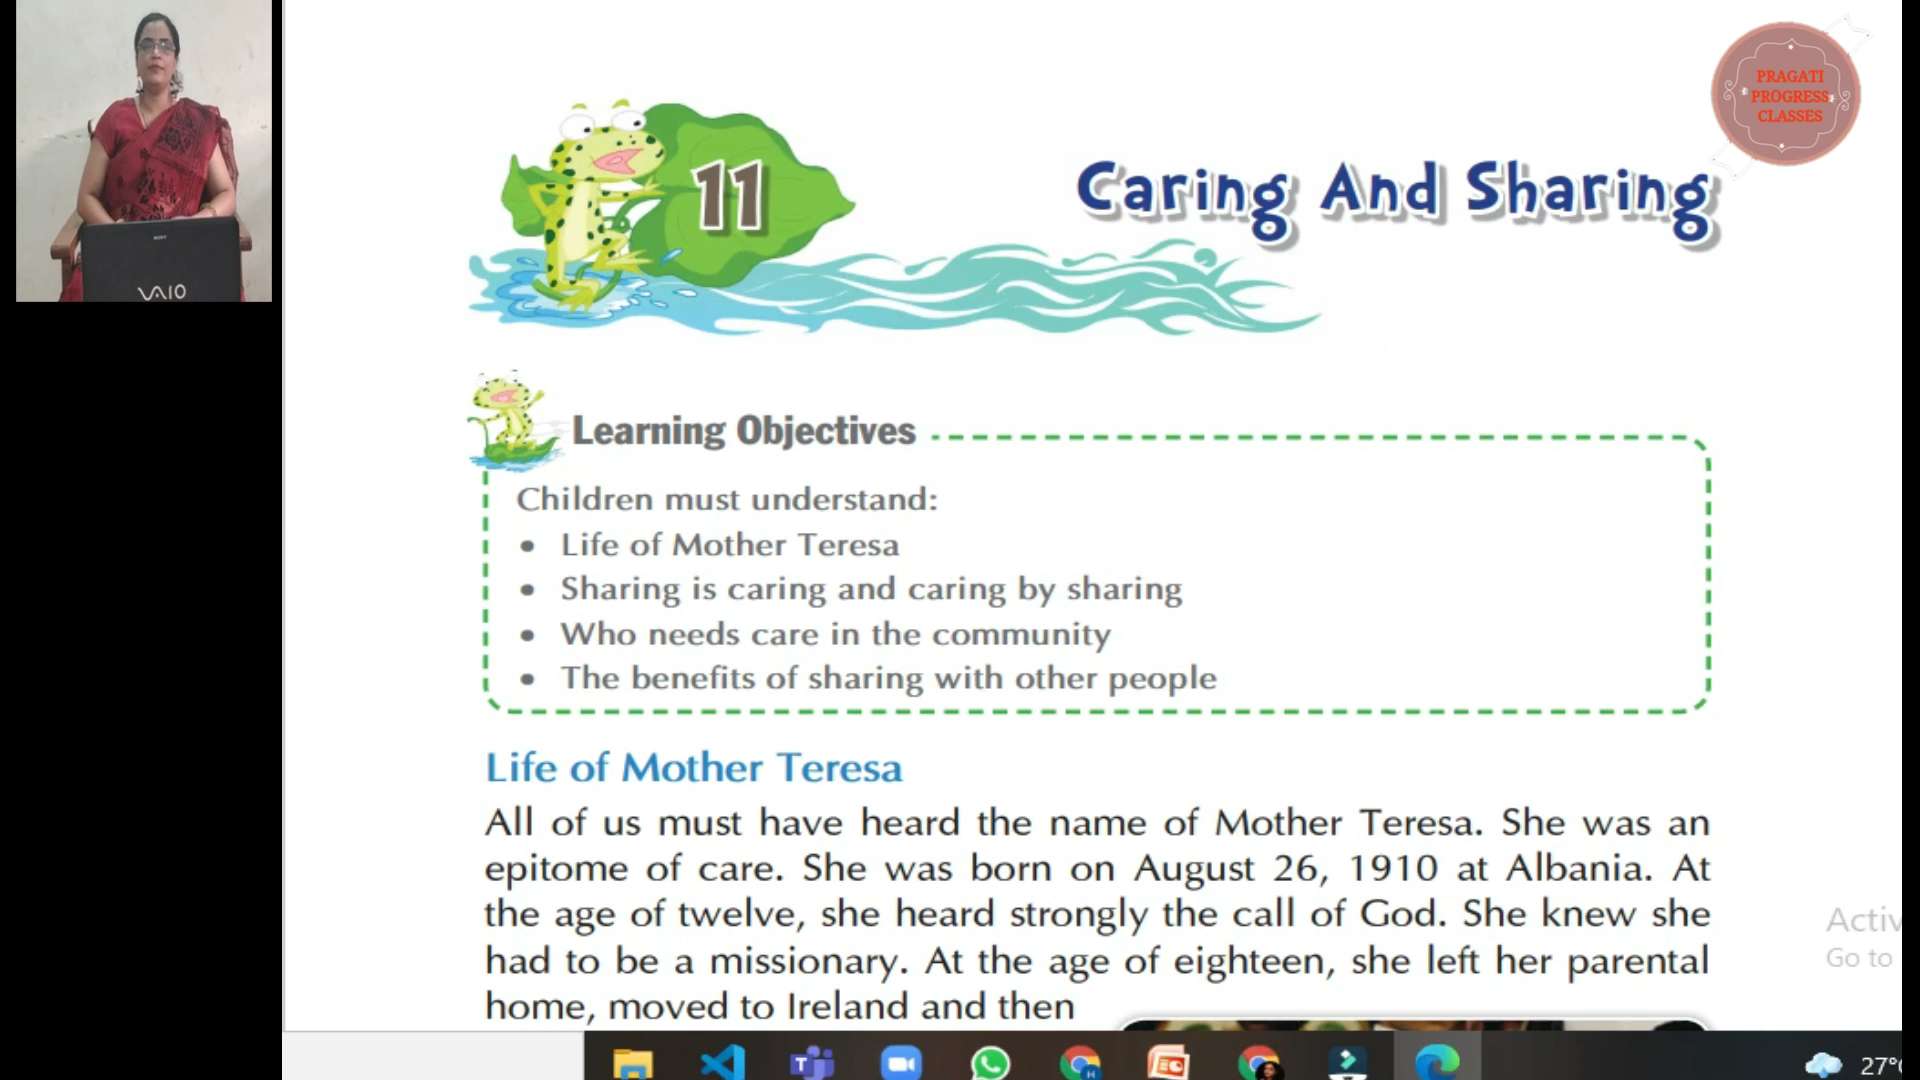 SONY
VAIO
PRAGATI
PROGRESS
CLASSES
11
Caring And Sharing
Learning Objectives
Children must understand:
• Life of Mother Teresa
• Sharing is caring and caring by sharing
• Who needs care in the community
• The benefits of sharing with other people
Life of Mother Teresa
All of us must have heard the name of Mother Teresa. She was an
epitome of care. She was born on August 26, 1910 at Albania. At
the age of twelve, she heard strongly the call of God. She knew she
had to be a missionary. At the age of eighteen, she left her parental
home, moved to Ireland and then
Activ
Go to
27°